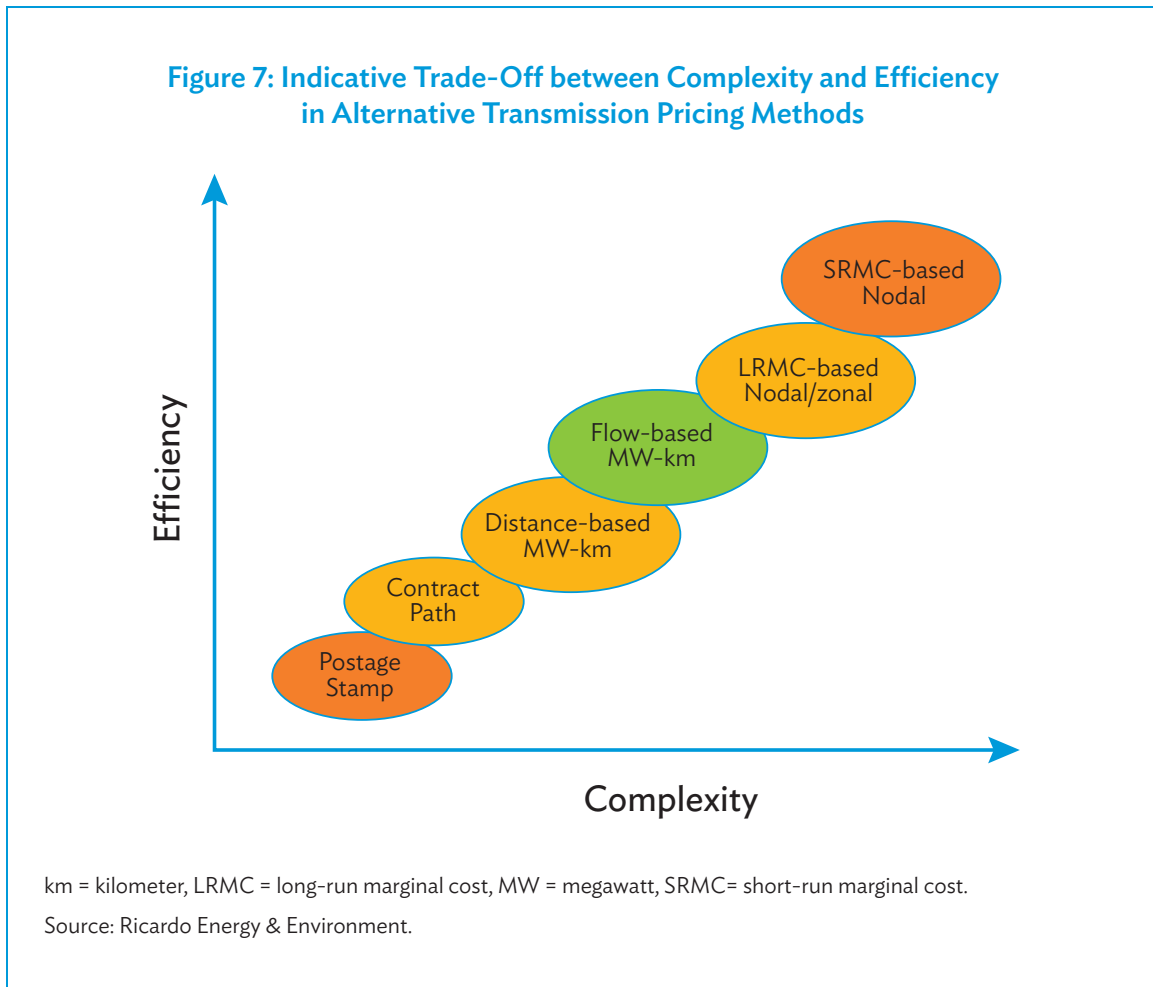 Figure 7: Indicative Trade-Off between Complexity and Efficiency
in Alternative Transmission Pricing Methods
SRMC-based
Nodal
LRMC-based
Nodal/zonal
Flow-based
MW-km
Distance-based
MW-km
Contract
Path
Postage
Stamp
Efficiency
Complexity
km = kilometer, LRMC = long-run marginal cost, MW = megawatt, SRMC= short-run marginal cost.
Source: Ricardo Energy & Environment.